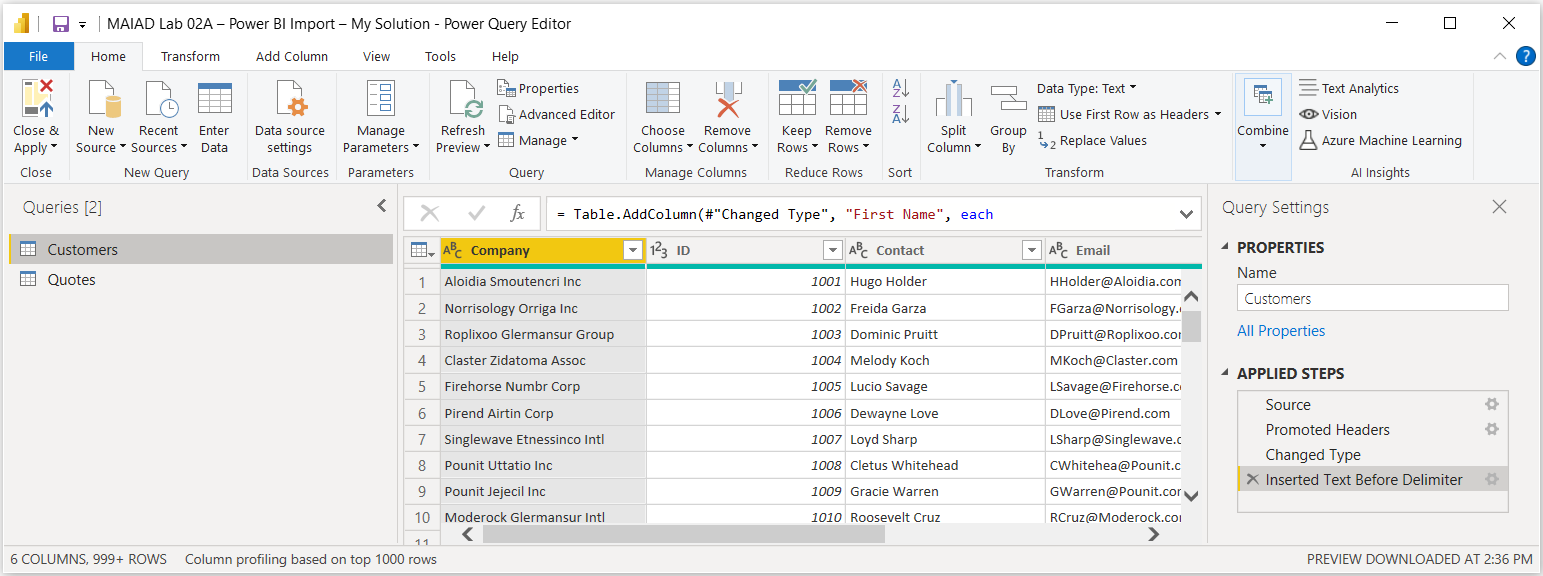 MAIAD Lab 02A – Power BI Import – My Solution - Power Query Editor
File Home Transform Add Column View Tools Help
Close & Apply
New Source
Recent Sources
Enter Data
Data source settings
Manage Parameters
Refresh Preview
Properties
Advanced Editor
Manage
Choose Columns
Remove Columns
Keep Rows
Remove Rows
Split Column
Group By
Data Type: Text
Use First Row as Headers
Replace Values
Combine
Text Analytics
Vision
Azure Machine Learning
Close New Query Data Sources Parameters Query Manage Columns Reduce Rows Sort Transform AI Insights
Queries [2]
Customers
Quotes
fx = Table.AddColumn(#"Changed Type", "First Name", each
ABC Company 123 ID ABC Contact ABC Email
1 Aloidia Smoutencri Inc 1001 Hugo Holder HHolder@Aloidia.com
2 Norrisology Orriga Inc 1002 Freida Garza FGarza@Norrisology.
3 Roplixoo Glermansur Group 1003 Dominic Pruitt DPruitt@Roplixoo.co
4 Claster Zidatoma Assoc 1004 Melody Koch MKoch@Claster.com
5 Firehorse Numbr Corp 1005 Lucio Savage LSavage@Firehorse.c
6 Pirend Airtin Corp 1006 Dewayne Love DLove@Pirend.com
7 Singlewave Etnessinco Intl 1007 Loyd Sharp LSharp@Singlewave.c
8 Pounit Uttatio Inc 1008 Cletus Whitehead CWhitehea@Pounit.c
9 Pounit Jejecil Inc 1009 Gracie Warren GWarren@Pounit.co
10 Moderock Glermansur Intl 1010 Roosevelt Cruz RCruz@Moderock.co
11
Query Settings
PROPERTIES
Name
Customers
All Properties
APPLIED STEPS
Source
Promoted Headers
Changed Type
Inserted Text Before Delimiter
6 COLUMNS, 999+ ROWS Column profiling based on top 1000 rows PREVIEW DOWNLOADED AT 2:36 PM